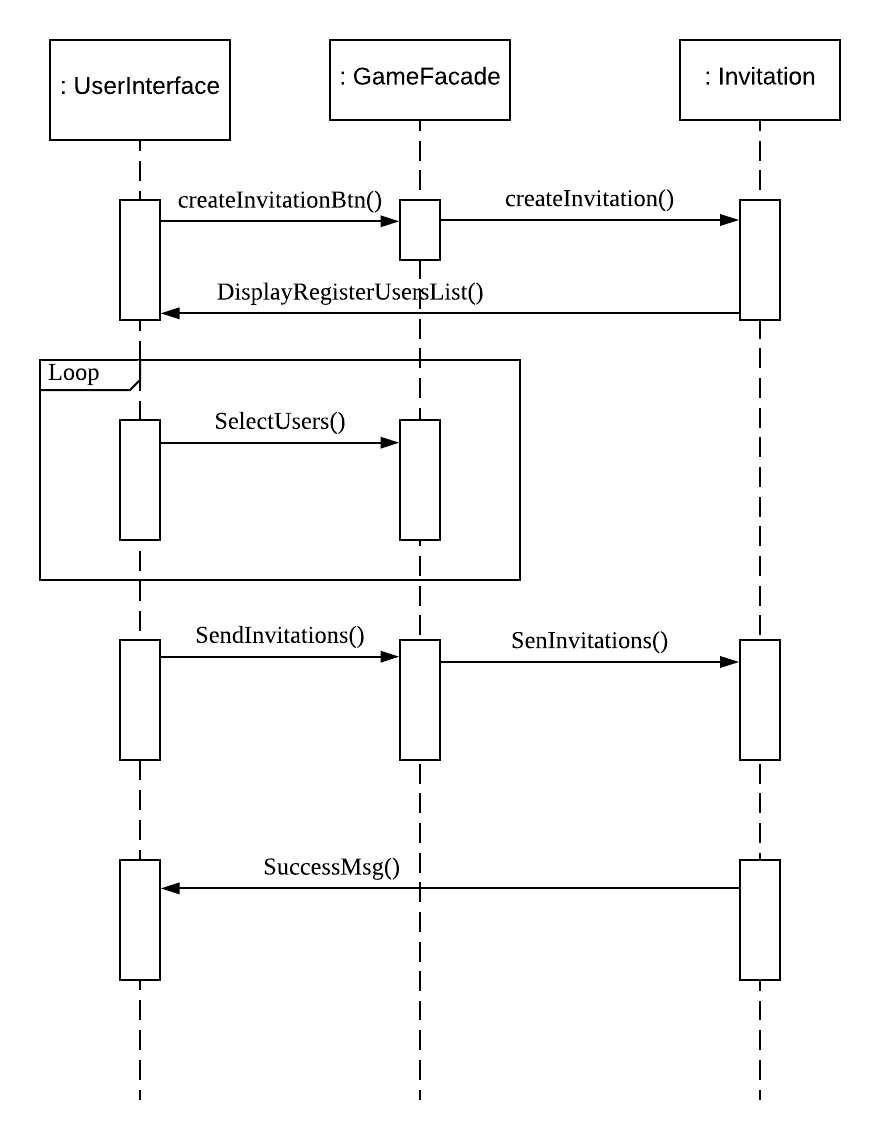 : UserInterface
: GameFacade
: Invitation
createInvitationBtn()
createInvitation()
DisplayRegisterUsersList()
Loop
SelectUsers()
SendInvitations()
SenInvitations()
SuccessMsg()